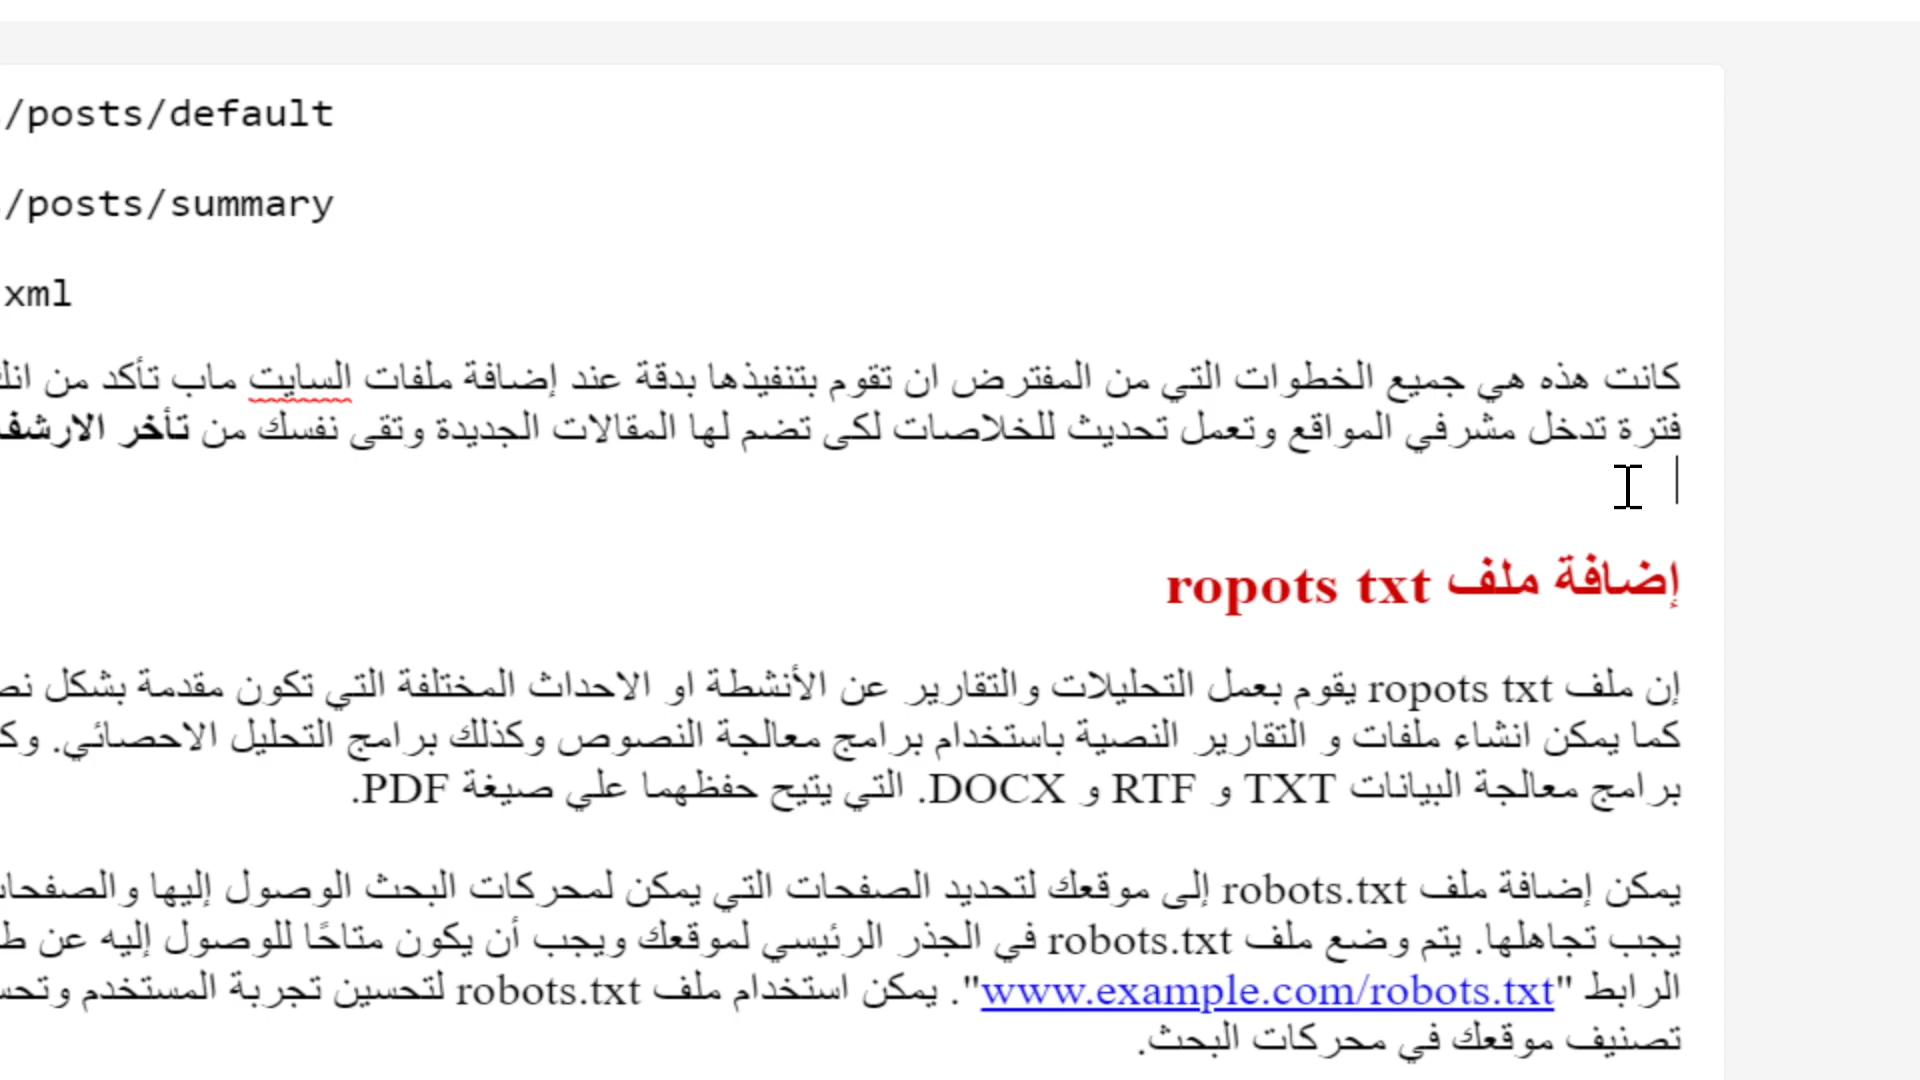 /posts/default
/posts/summary
xml
كانت هذه هي جميع الخطوات التي من المفترض ان تقوم بتنفيذها بدقة عند إضافة ملفات السايت ماب تأكد من
فترة تدخل مشرفي المواقع وتعمل تحديث للخلاصات لكى تضم لها المقالات الجديدة وتقى نفسك من تأخر
إضافة ملف ropots txt
إن ملف ropots txt يقوم بعمل التحليلات والتقارير عن الأنشطة او الاحداث المختلفة التي تكون مقدمة بشكل
كما يمكن انشاء ملفات و التقارير النصية باستخدام برامج معالجة النصوص وكذلك برامج التحليل الاحصائي.
برامج معالجة البيانات TXT و RTF و DOCX. التي يتيح حفظهما علي صيغة PDF.
يمكن إضافة ملف robots.txt إلى موقعك لتحديد الصفحات التي يمكن لمحركات البحث الوصول إليها
يجب تجاهلها. يتم وضع ملف robots.txt في الجذر الرئيسي لموقعك ويجب أن يكون متاحًا للوصول إليه عن
الرابط "www.example.com/robots.txt". يمكن استخدام ملف robots.txt لتحسين تجربة المستخدم
تصنيف موقعك في محركات البحث.